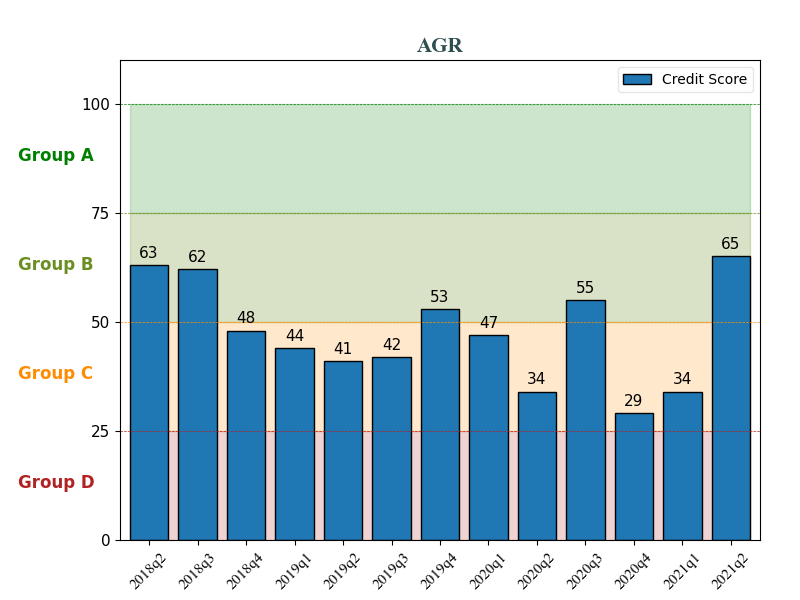 AGR
Credit Score
100
75
50
25
0
Group A
Group B
Group C
Group D
63
62
48
44
41
42
53
47
34
55
29
34
65
2018q2
2018q3
2018q4
2019q1
2019q2
2019q3
2019q4
2020q1
2020q2
2020q3
2020q4
2021q1
2021q2